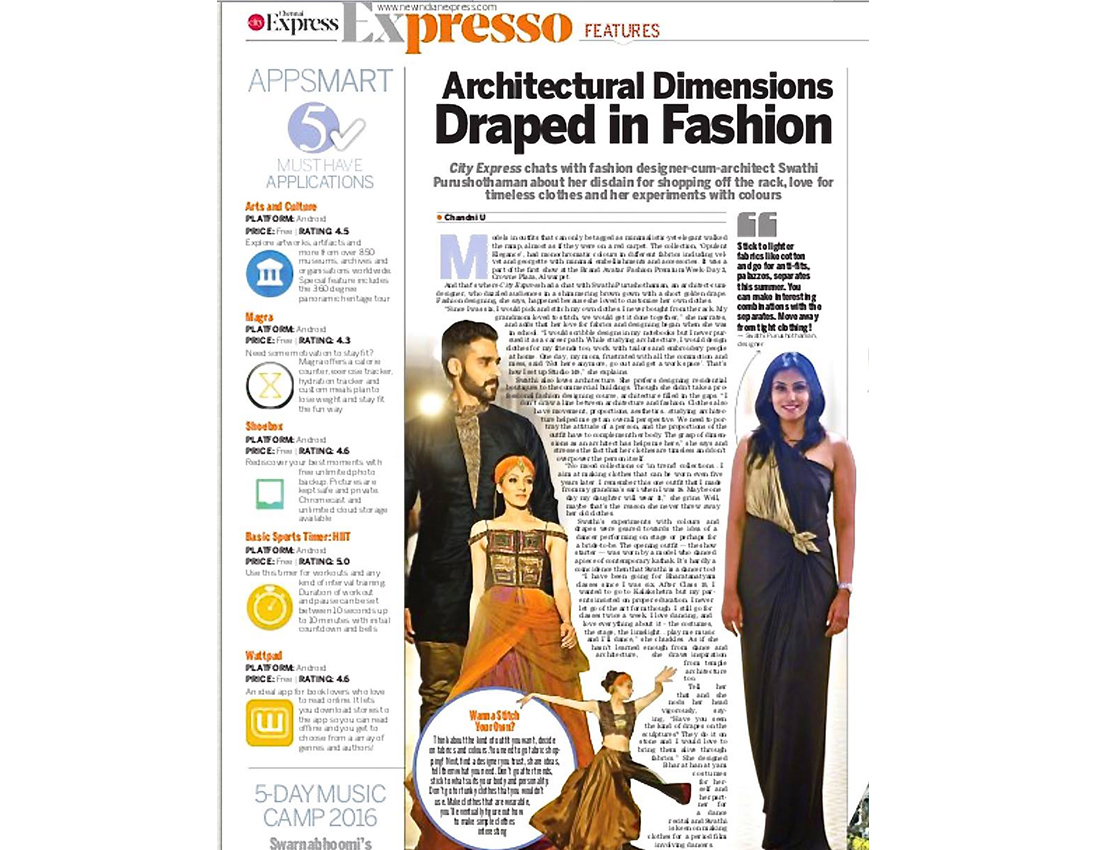 www.newindianexpress.com
city
Chennai
Express
Expresso
FEATURES
APPSMART
5
MUST HAVE
APPLICATIONS
Arts and Culture
PLATFORM: Android
PRICE: Free | RATING: 4.5
Explore artworks, artifacts and
more from over 850
museums, archives and
organisations worldwide.
Special feature includes
the 360 degree
panoramic heritage tour
Magra
PLATFORM: Android
PRICE: Free | RATING: 4.3
Need some motivation to stay fit?
Magra offers a calorie
counter, exercise tracker,
hydration tracker and
custom meals plan to
lose weight and stay fit
the fun way
Shoebox
PLATFORM: Android
PRICE: Free | RATING: 4.6
Rediscover your best moments with
free unlimited photo
backup. Pictures are
kept safe and private.
Chromecast and
unlimited cloud storage
available
Basic Sports Timer: HIIT
PLATFORM: Android
PRICE: Free | RATING: 5.0
Use this timer for workouts and any
kind of interval training.
Duration of workout
and pause can be set
between 10 seconds up
to 10 minutes with initial
countdown and bells
Wattpad
PLATFORM: Android
PRICE: Free | RATING: 4.6
An ideal app for book lovers who love
to read online. It lets
you download stories to
the app so you can read
offline and you get to
choose from a array of
genres and authors!
5-DAY MUSIC
CAMP 2016
Swarnabhoomi's
Architectural Dimensions
Draped in Fashion
City Express chats with fashion designer-cum-architect Swathi
Purushothaman about her disdain for shopping off the rack, love for
timeless clothes and her experiments with colours
Chandni U
Models in outfits that can only be tagged as minimalistic-yet-elegant walked
the ramp, almost as if they were on a red carpet. The collection, 'Opulent
Elegance', had monochromatic colours in different fabrics including vel-
vet and georgette with minimal embellishments and accessories. It was a
part of the first show at the Brand Avatar Fashion Premium Week Day 2,
Crowne Plaza, Alwarpet.
And that's where City Express had a chat with Swathi Purushothaman, an architecture
designer, who dazzled audiences in a shimmering brown gown with a short golden drape.
Fashion designing, she says, happened because she loved to customise her own clothes.
"Since I was six, I would pick and stitch my own clothes. I never bought from the rack. My
grandma loved to stitch, we would get it done together," she narrates,
and adds that her love for fabrics and designing began when she was
in school. "I would scribble designs in my notebooks but I never pur-
sued it as a career path. While studying architecture, I would design
clothes for my friends too, work with tailors and embroidery people
at home. One day, my mom, frustrated with all the commotion and
mess, said 'Not here anymore, go out and get a work space'. That's
how I set up Studio 149," she explains.
Swathi also loves architecture. She prefers designing residential
boutiques to the commercial buildings. Though she didn't take a pro-
fessional fashion designing course, architecture filled in the gaps. "I
don't draw a line between architecture and fashion. Clothes also
have movement, proportions, aesthetics.. studying architec-
ture helped me get an overall perspective. We need to por-
tray the attitude of a person, and the proportions of the
outfit have to complement her body. The grasp of dimen-
sions as an architect has helps me here," she says and
stresses the fact that her clothes are timeless and don't
overpower the person itself.
"No mood collections or 'in trend' collections.. I
aim at making clothes that can be worn even five
years later. I remember this one outfit that I made
from my grandma's sari when I was 18. Maybe one
day my daughter will wear it," she grins. Well,
maybe that's the reason she never threw away
her old clothes.
Swathi's experiments with colours and
drapes were geared towards the idea of a
dancer performing on stage or perhaps for
a bride-to-be. The opening outfit — the show
starter — was worn by a model who danced
a piece of contemporary kathak. It's hardly a
coincidence then that Swathi is a dancer too!
"I have been going for Bharatanatyam
classes since I was six. After Class 12, I
wanted to go to Kalakshetra but my par-
ents insisted on proper education. I never
let go of the art form though. I still go for
classes twice a week. I love dancing, and
love everything about it - the costumes,
the stage, the limelight.. play me music
and I'll dance," she chuckles. As if she
hasn't learned enough from dance and
architecture, she draws inspiration
from temple
architecture
too.
Tell her
that and she
nods her head
vigorously, say-
ing, "Have you seen
the kind of drapes on the
sculptures? They do it on
stone and I would love to
bring them alive through
fabrics." She designed
Bharatanatyam
costumes
for her-
self and
her part-
ner for
a dance
recital and Swathi
is keen on making
clothes for a period film
involving dancers.
Stick to lighter
fabrics like cotton
and go for anti-fits,
palazzos, separates
this summer. You
can make interesting
combinations with the
separates. Move away
from tight clothing!
— Swathi Purushothaman,
designer
Wanna Stitch
Your Own?
Think about the kind of outfit you want, decide
on fabrics and colours. You need to go fabric shop-
ping! Next, find a designer you trust, share ideas,
tell them what you need. Don't go after trends,
stick to what suits your body and personality.
Don't go for funky clothes that you wouldn't
use. Make clothes that are wearable,
you'll eventually figure out how
to make simple clothes
interesting